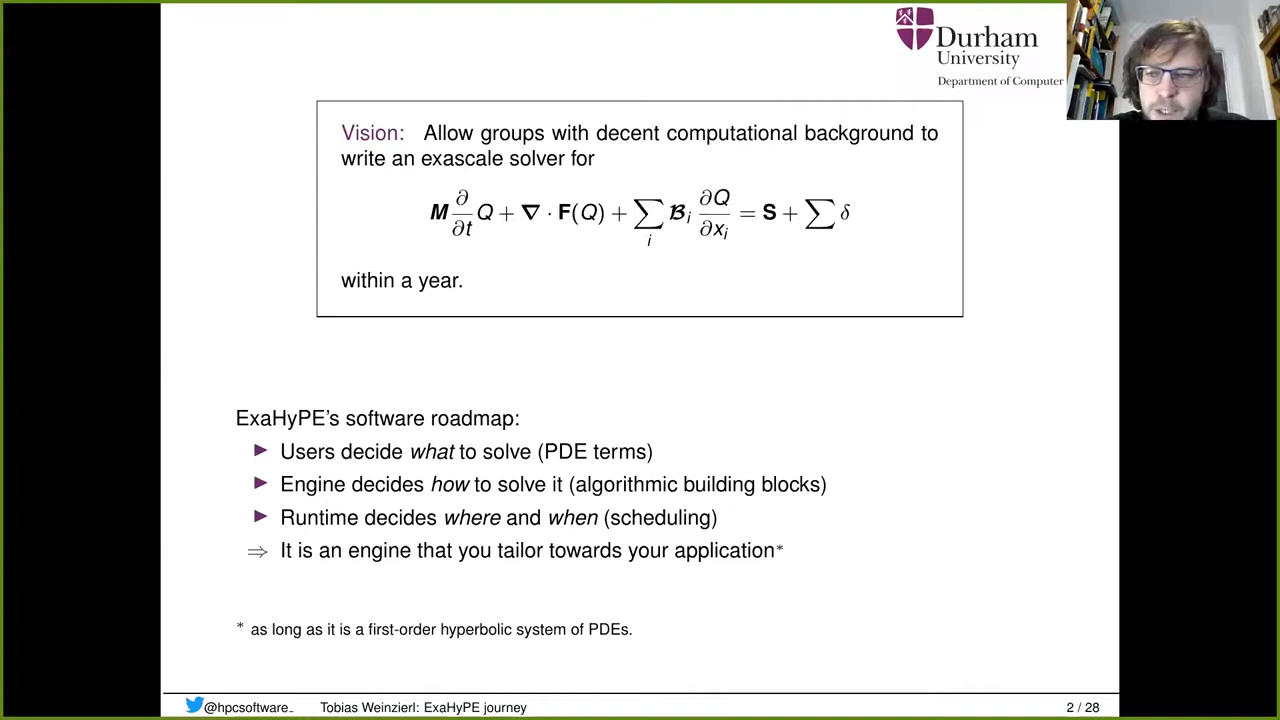 Durham
University
Department of Computer
Vision: Allow groups with decent computational background to
write an exascale solver for
M ∂/∂t Q + ∇ · F(Q) + ∑_i 𝓑_i ∂Q/∂x_i = S + ∑ δ
within a year.
ExaHyPE's software roadmap:
▶ Users decide what to solve (PDE terms)
▶ Engine decides how to solve it (algorithmic building blocks)
▶ Runtime decides where and when (scheduling)
⇒ It is an engine that you tailor towards your application*
* as long as it is a first-order hyperbolic system of PDEs.
@hpcsoftware_ Tobias Weinzierl: ExaHyPE journey 2 / 28